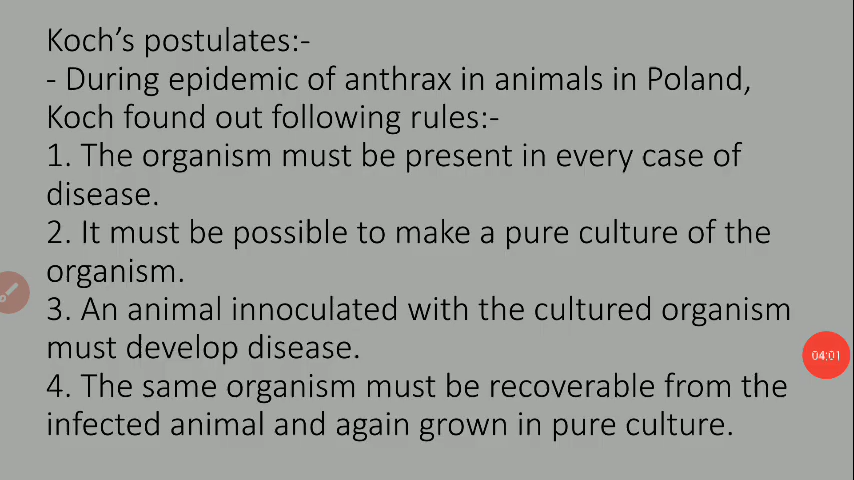 Koch's postulates:-
- During epidemic of anthrax in animals in Poland,
Koch found out following rules:-
1. The organism must be present in every case of
disease.
2. It must be possible to make a pure culture of the
organism.
3. An animal innoculated with the cultured organism
must develop disease.
04:01
4. The same organism must be recoverable from the
infected animal and again grown in pure culture.